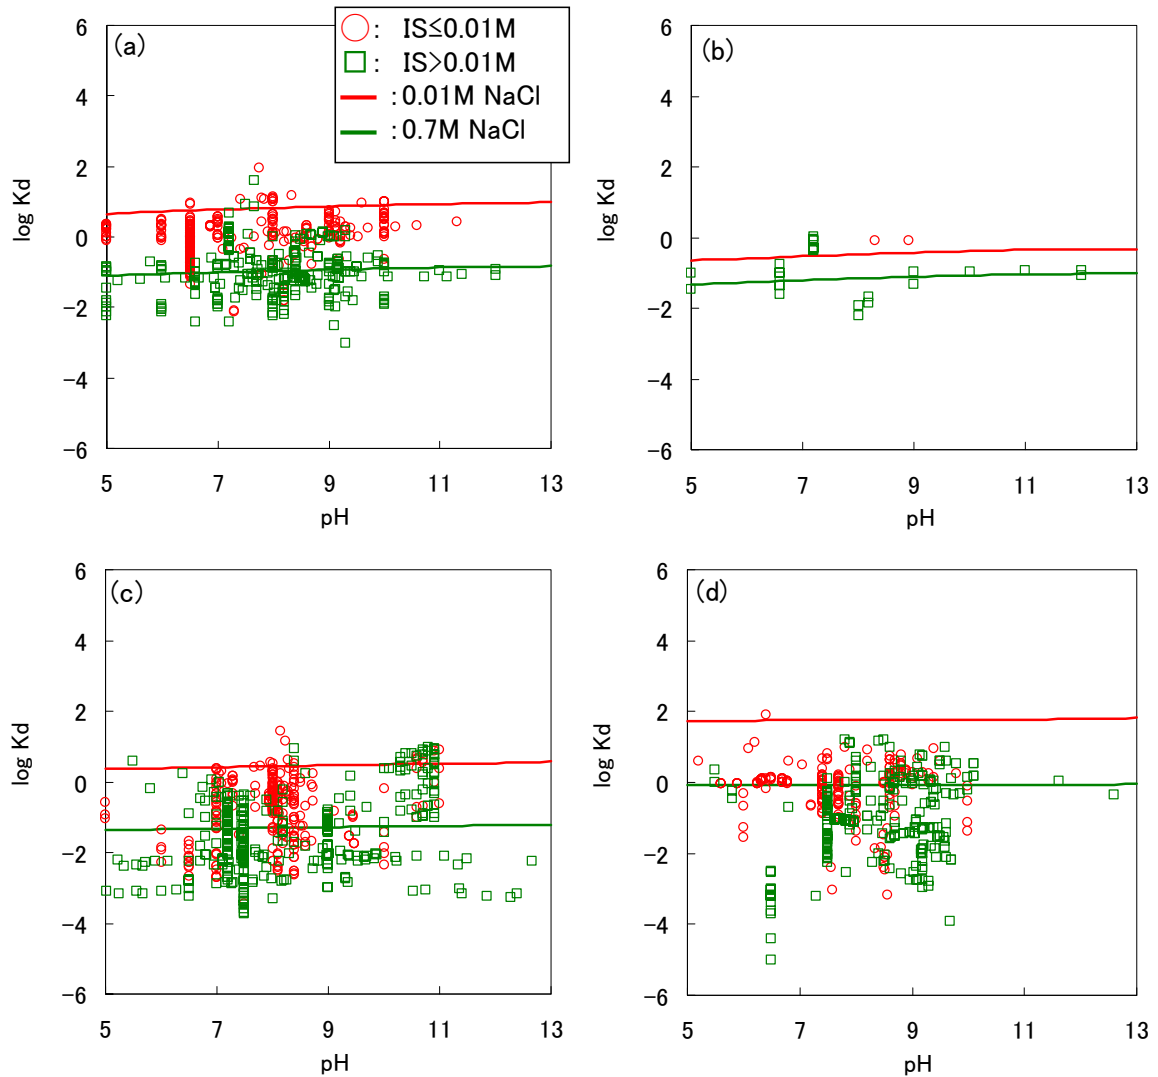 (a)
○: IS≤0.01M
□: IS>0.01M
:0.01M NaCl
:0.7M NaCl
6
4
2
0
−2
−4
−6
log Kd
5 7 9 11 13
pH
(b)
6
4
2
0
−2
−4
−6
log Kd
5 7 9 11 13
pH
(c)
6
4
2
0
−2
−4
−6
log Kd
5 7 9 11 13
pH
(d)
6
4
2
0
−2
−4
−6
log Kd
5 7 9 11 13
pH